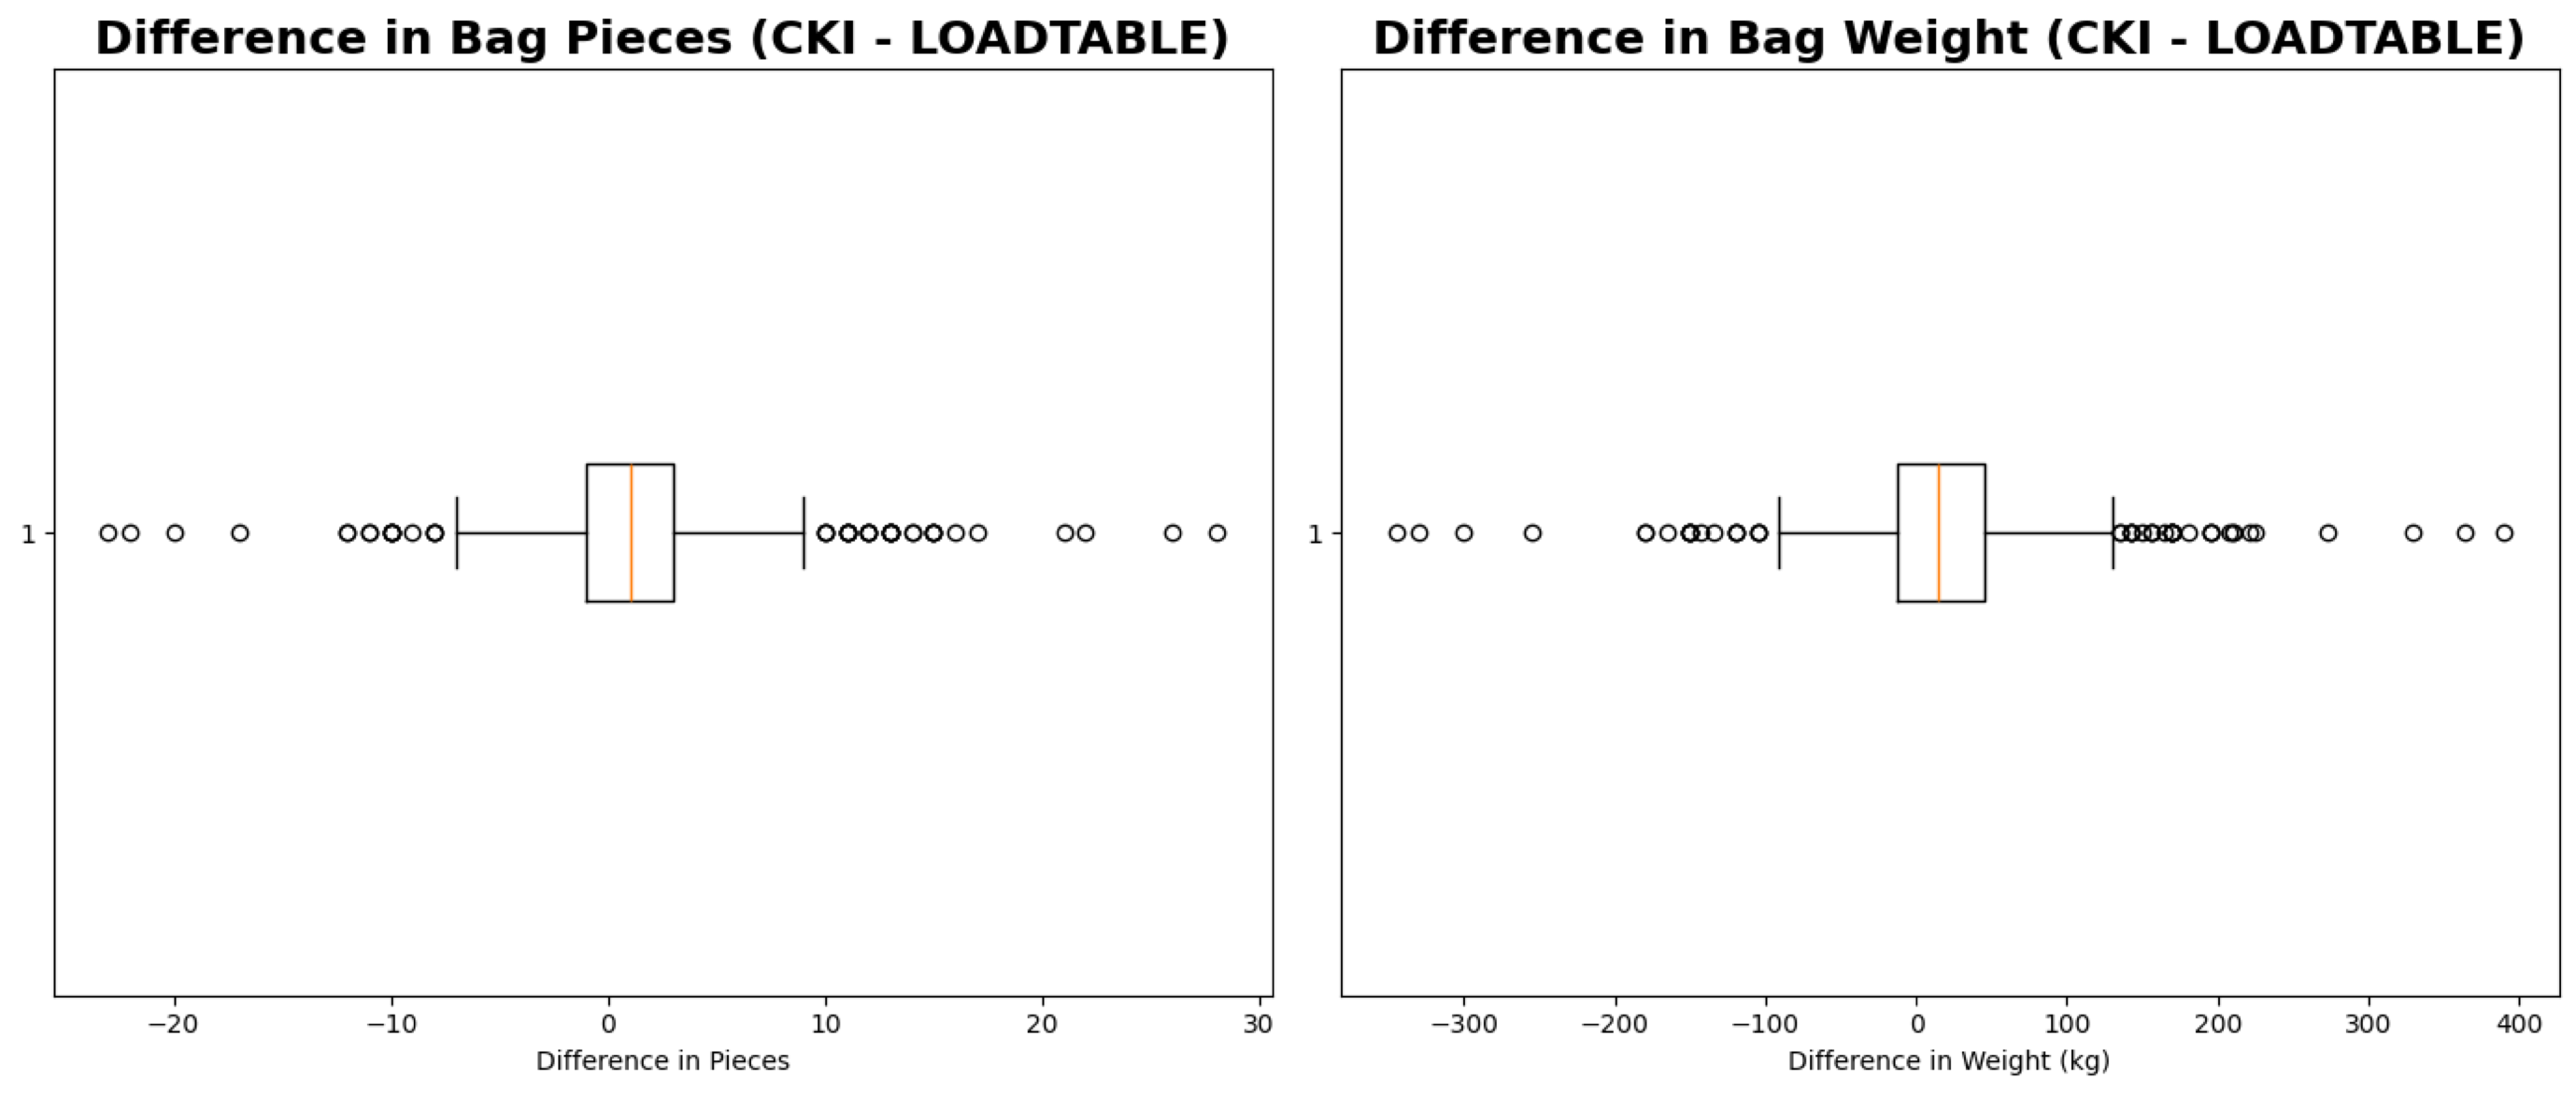 Difference in Bag Pieces (CKI - LOADTABLE)
1
−20 −10 0 10 20 30
Difference in Pieces
Difference in Bag Weight (CKI - LOADTABLE)
1
−300 −200 −100 0 100 200 300 400
Difference in Weight (kg)